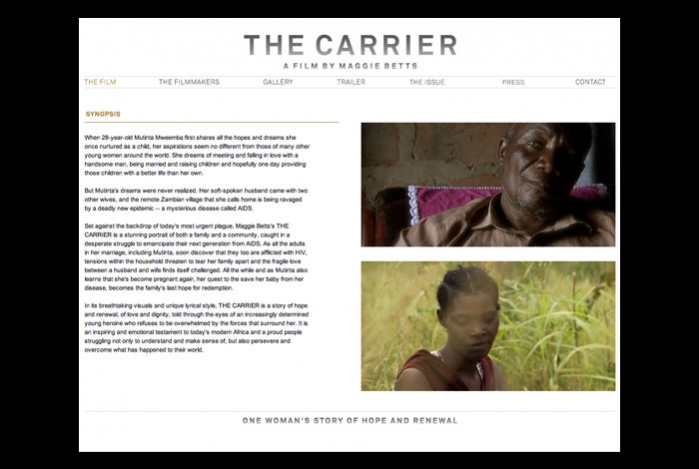 THE CARRIER
A FILM BY MAGGIE BETTS
THE FILM THE FILMMAKERS GALLERY TRAILER THE ISSUE PRESS CONTACT
SYNOPSIS
When 28-year-old Mutinta Mweemba first shares all the hopes and dreams she
once nurtured as a child, her aspirations seem no different from those of many other
young women around the world. She dreams of meeting and falling in love with a
handsome man, being married and raising children and hopefully one day providing
those children with a better life than her own.
But Mutinta's dreams were never realized. Her soft-spoken husband came with two
other wives, and the remote Zambian village that she calls home is being ravaged
by a deadly new epidemic -- a mysterious disease called AIDS.
Set against the backdrop of today's most urgent plague, Maggie Betts's THE
CARRIER is a stunning portrait of both a family and a community, caught in a
desperate struggle to emancipate their next generation from AIDS. As all the adults
in her marriage, including Mutinta, soon discover that they too are afflicted with HIV,
tensions within the household threaten to tear her family apart and the fragile love
between a husband and wife finds itself challenged. All the while and as Mutinta also
learns that she's become pregnant again, her quest to save her baby from her
disease, becomes the family's last hope for redemption.
In its breathtaking visuals and unique lyrical style, THE CARRIER is a story of hope
and renewal, of love and dignity, told through the eyes of an increasingly determined
young heroine who refuses to be overwhelmed by the forces that surround her. It is
an inspiring and emotional testament to today's modern Africa and a proud people
struggling not only to understand and make sense of, but also persevere and
overcome what has happened to their world.
ONE WOMAN'S STORY OF HOPE AND RENEWAL